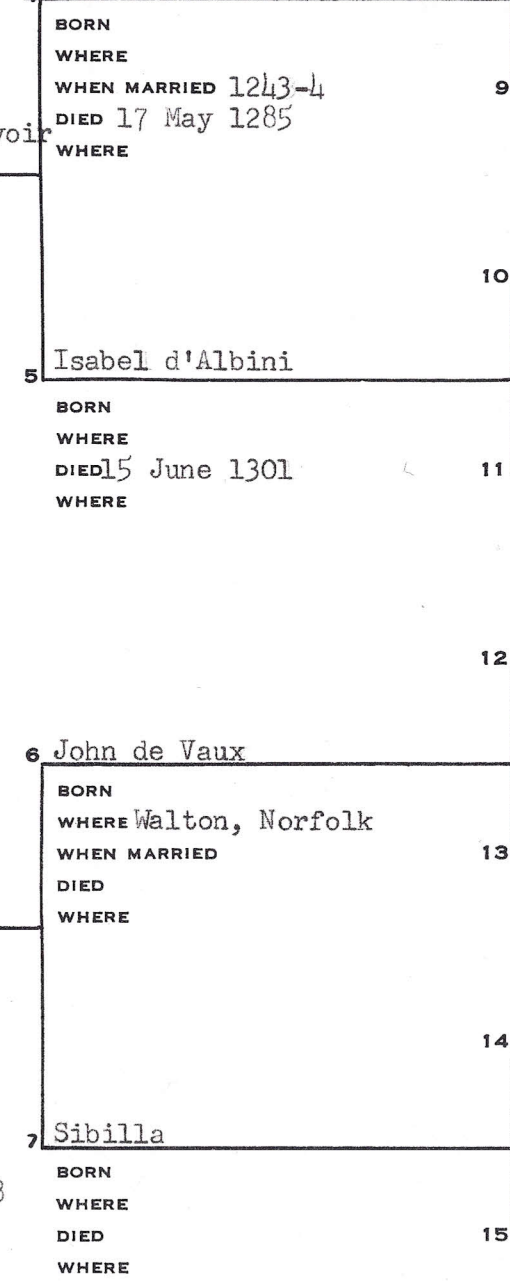 BORN
WHERE
WHEN MARRIED 1243-4
9
DIED 17 May 1285
voir
WHERE
10
5 Isabel d'Albini
BORN
WHERE
DIED 15 June 1301
11
WHERE
12
6 John de Vaux
BORN
WHERE Walton, Norfolk
WHEN MARRIED
13
DIED
WHERE
14
7 Sibilla
BORN
WHERE
DIED
15
WHERE